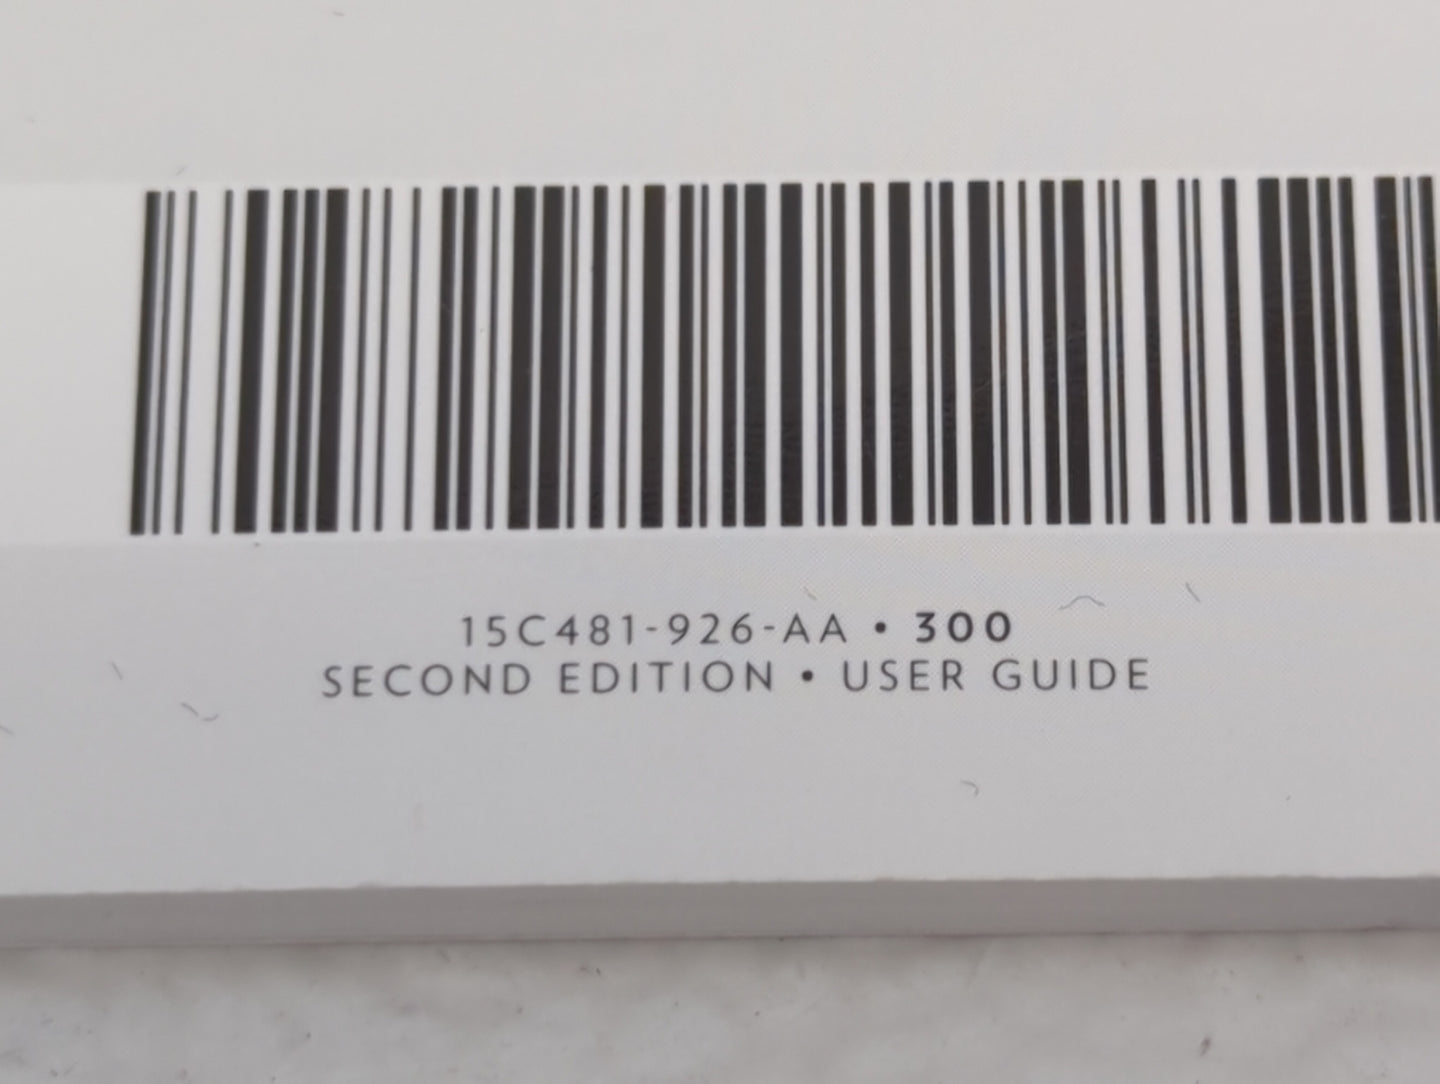 15C481-926-AA • 300
SECOND EDITION • USER GUIDE